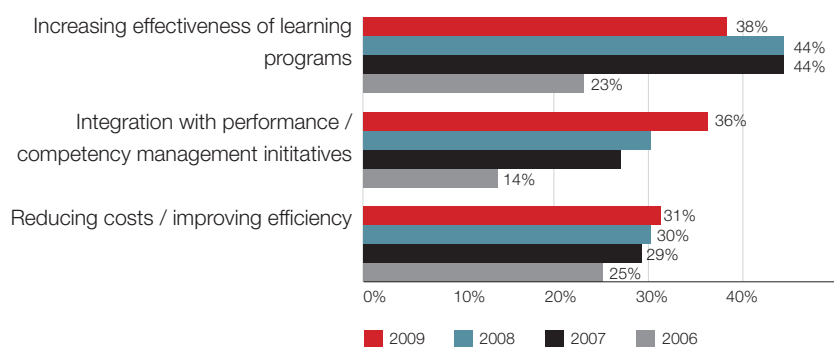 Increasing effectiveness of learning
programs
38%
44%
44%
23%
Integration with performance /
competency management inititatives
36%
14%
Reducing costs / improving efficiency
31%
30%
29%
25%
0% 10% 20% 30% 40%
2009 2008 2007 2006